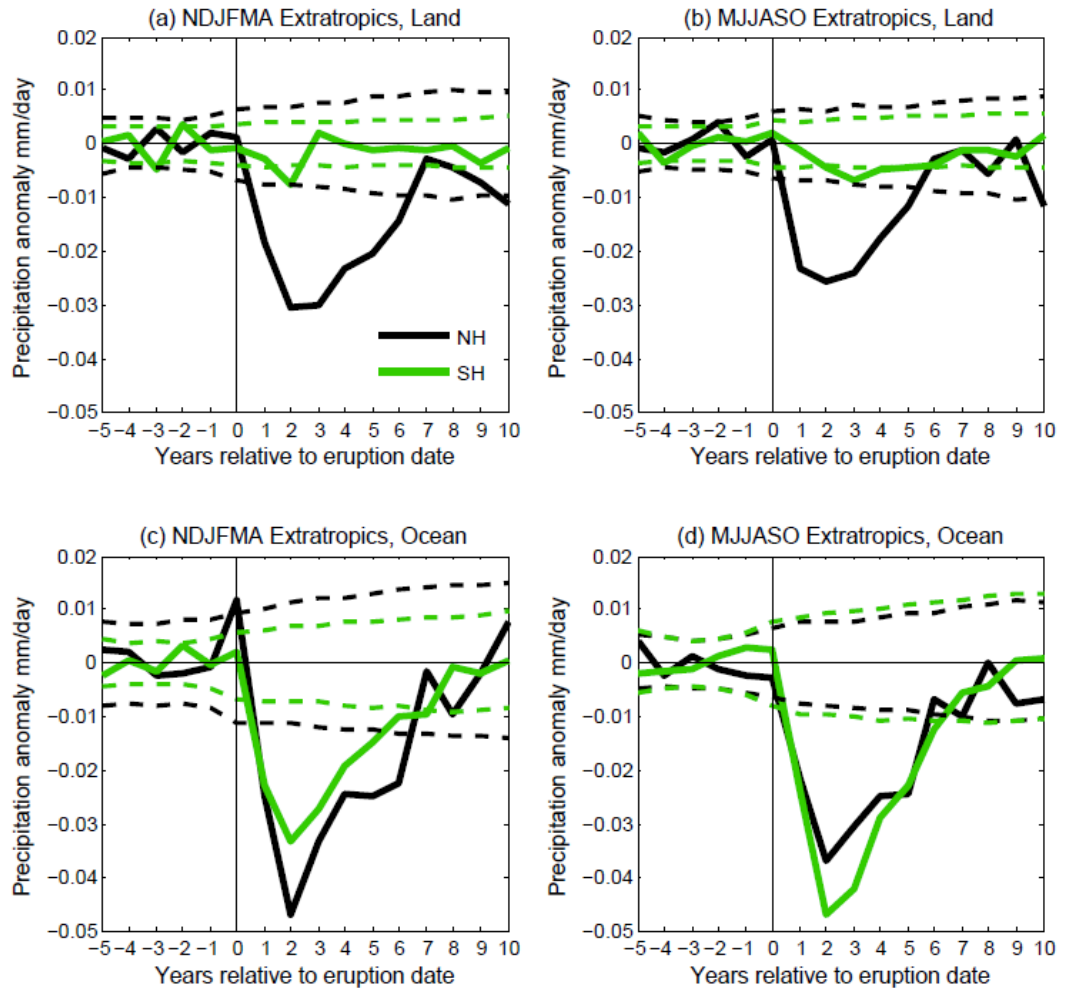 (a) NDJFMA Extratropics, Land
Precipitation anomaly mm/day
0.02
0.01
0
−0.01
−0.02
−0.03
−0.04
−0.05
NH
SH
−5 −4 −3 −2 −1 0 1 2 3 4 5 6 7 8 9 10
Years relative to eruption date
(b) MJJASO Extratropics, Land
Precipitation anomaly mm/day
0.02
0.01
0
−0.01
−0.02
−0.03
−0.04
−0.05
−5 −4 −3 −2 −1 0 1 2 3 4 5 6 7 8 9 10
Years relative to eruption date
(c) NDJFMA Extratropics, Ocean
Precipitation anomaly mm/day
0.02
0.01
0
−0.01
−0.02
−0.03
−0.04
−0.05
−5 −4 −3 −2 −1 0 1 2 3 4 5 6 7 8 9 10
Years relative to eruption date
(d) MJJASO Extratropics, Ocean
Precipitation anomaly mm/day
0.02
0.01
0
−0.01
−0.02
−0.03
−0.04
−0.05
−5 −4 −3 −2 −1 0 1 2 3 4 5 6 7 8 9 10
Years relative to eruption date